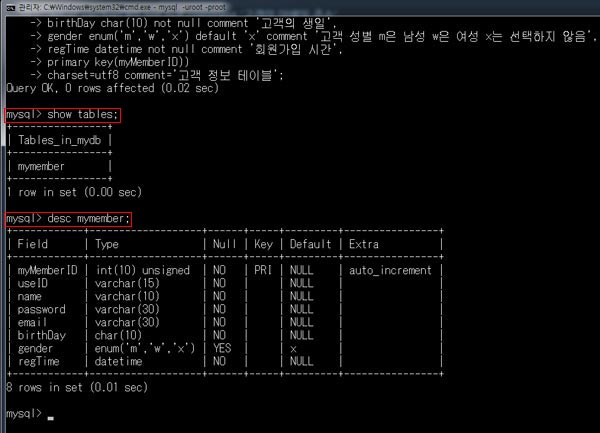 관리자: C:₩Windows₩system32₩cmd.exe - mysql -uroot -proot
-> birthDay char(10) not null comment '고객의 생일',
-> gender enum('m','w','x') default 'x' comment '고객 성별 m은 남성 w은 여성 x는 선택하지 않음',
-> regTime datetime not null comment '회원가입 시간',
-> primary key(myMemberID))
-> charset=utf8 comment='고객 정보 테이블';
Query OK, 0 rows affected (0.02 sec)
mysql> show tables;
+----------------+
| Tables_in_mydb |
+----------------+
| mymember |
+----------------+
1 row in set (0.00 sec)
mysql> desc mymember;
+------------+-------------------+------+-----+---------+----------------+
| Field | Type | Null | Key | Default | Extra |
+------------+-------------------+------+-----+---------+----------------+
| myMemberID | int(10) unsigned | NO | PRI | NULL | auto_increment |
| useID | varchar(15) | NO | | NULL | |
| name | varchar(10) | NO | | NULL | |
| password | varchar(30) | NO | | NULL | |
| email | varchar(30) | NO | | NULL | |
| birthDay | char(10) | NO | | NULL | |
| gender | enum('m','w','x') | YES | | x | |
| regTime | datetime | NO | | NULL | |
+------------+-------------------+------+-----+---------+----------------+
8 rows in set (0.01 sec)
mysql> _